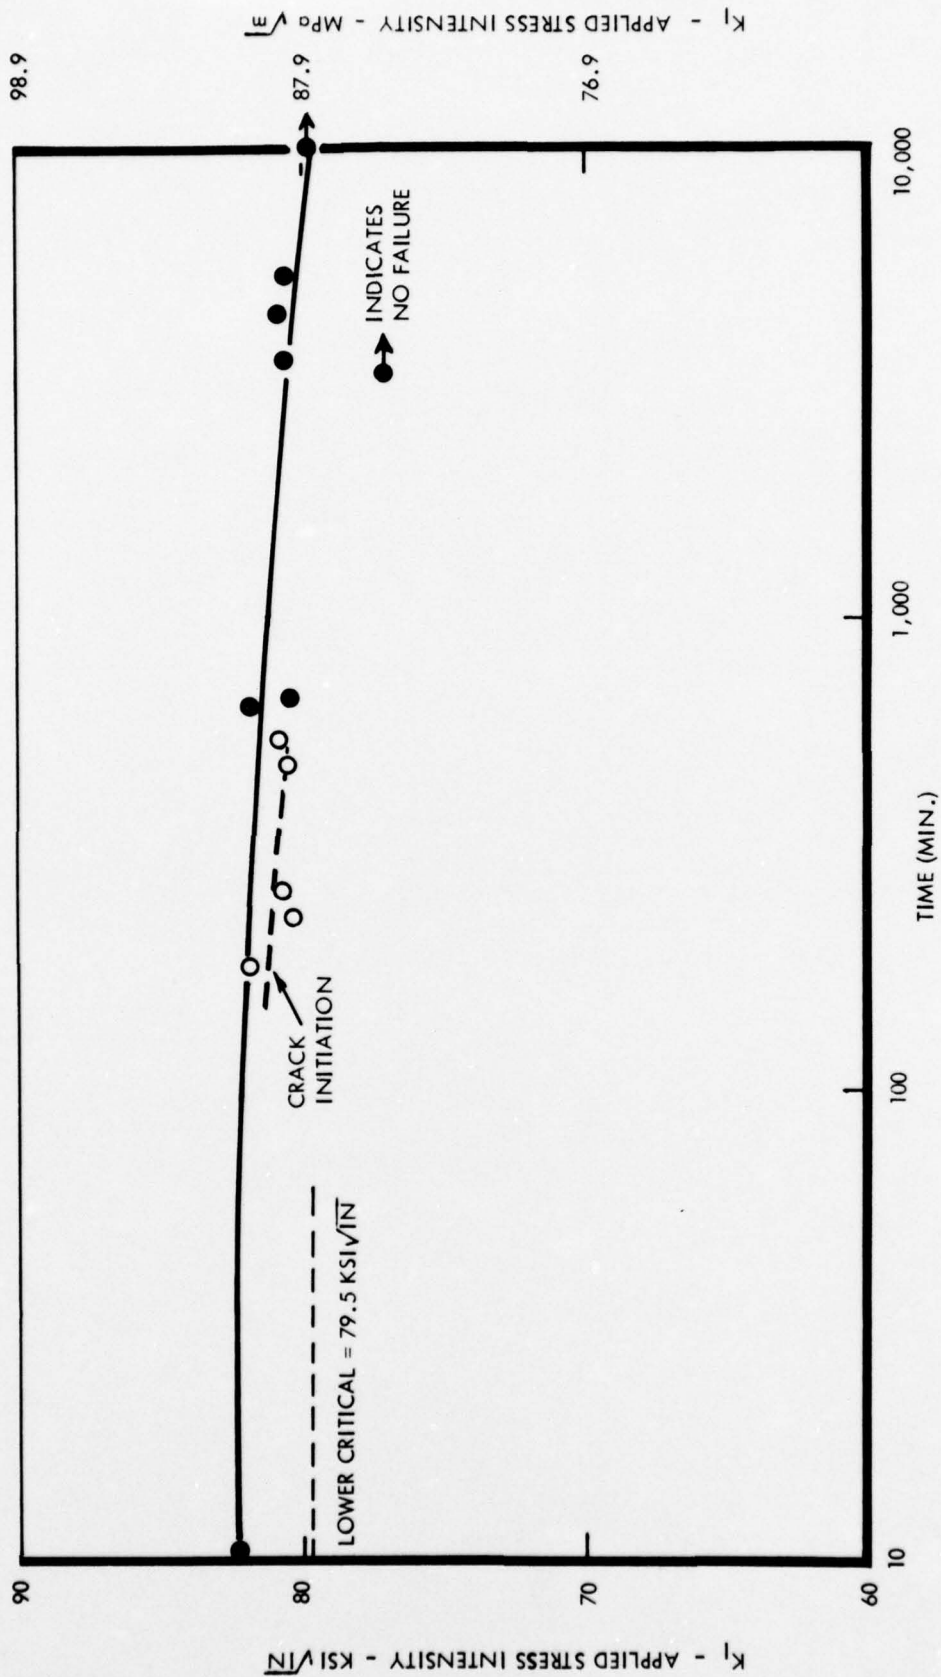 K₁ - APPLIED STRESS INTENSITY - KSI√IN
90
80
70
60
98.9
87.9
76.9
K₁ - APPLIED STRESS INTENSITY - MPa √m
LOWER CRITICAL = 79.5 KSI√IN
CRACK
INITIATION
INDICATES
NO FAILURE
10
100
1,000
10,000
TIME (MIN.)